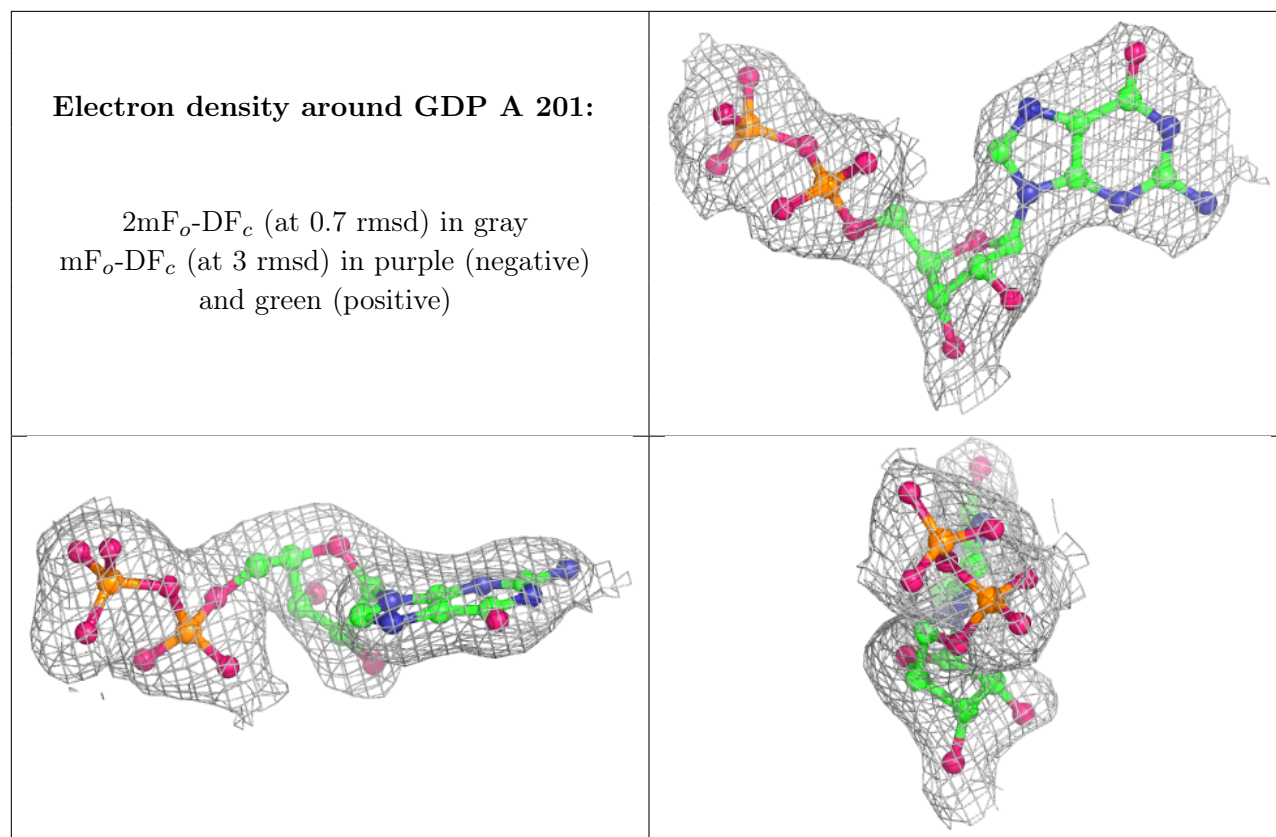 Electron density around GDP A 201:
2mFo-DFc (at 0.7 rmsd) in gray
mFo-DFc (at 3 rmsd) in purple (negative)
and green (positive)